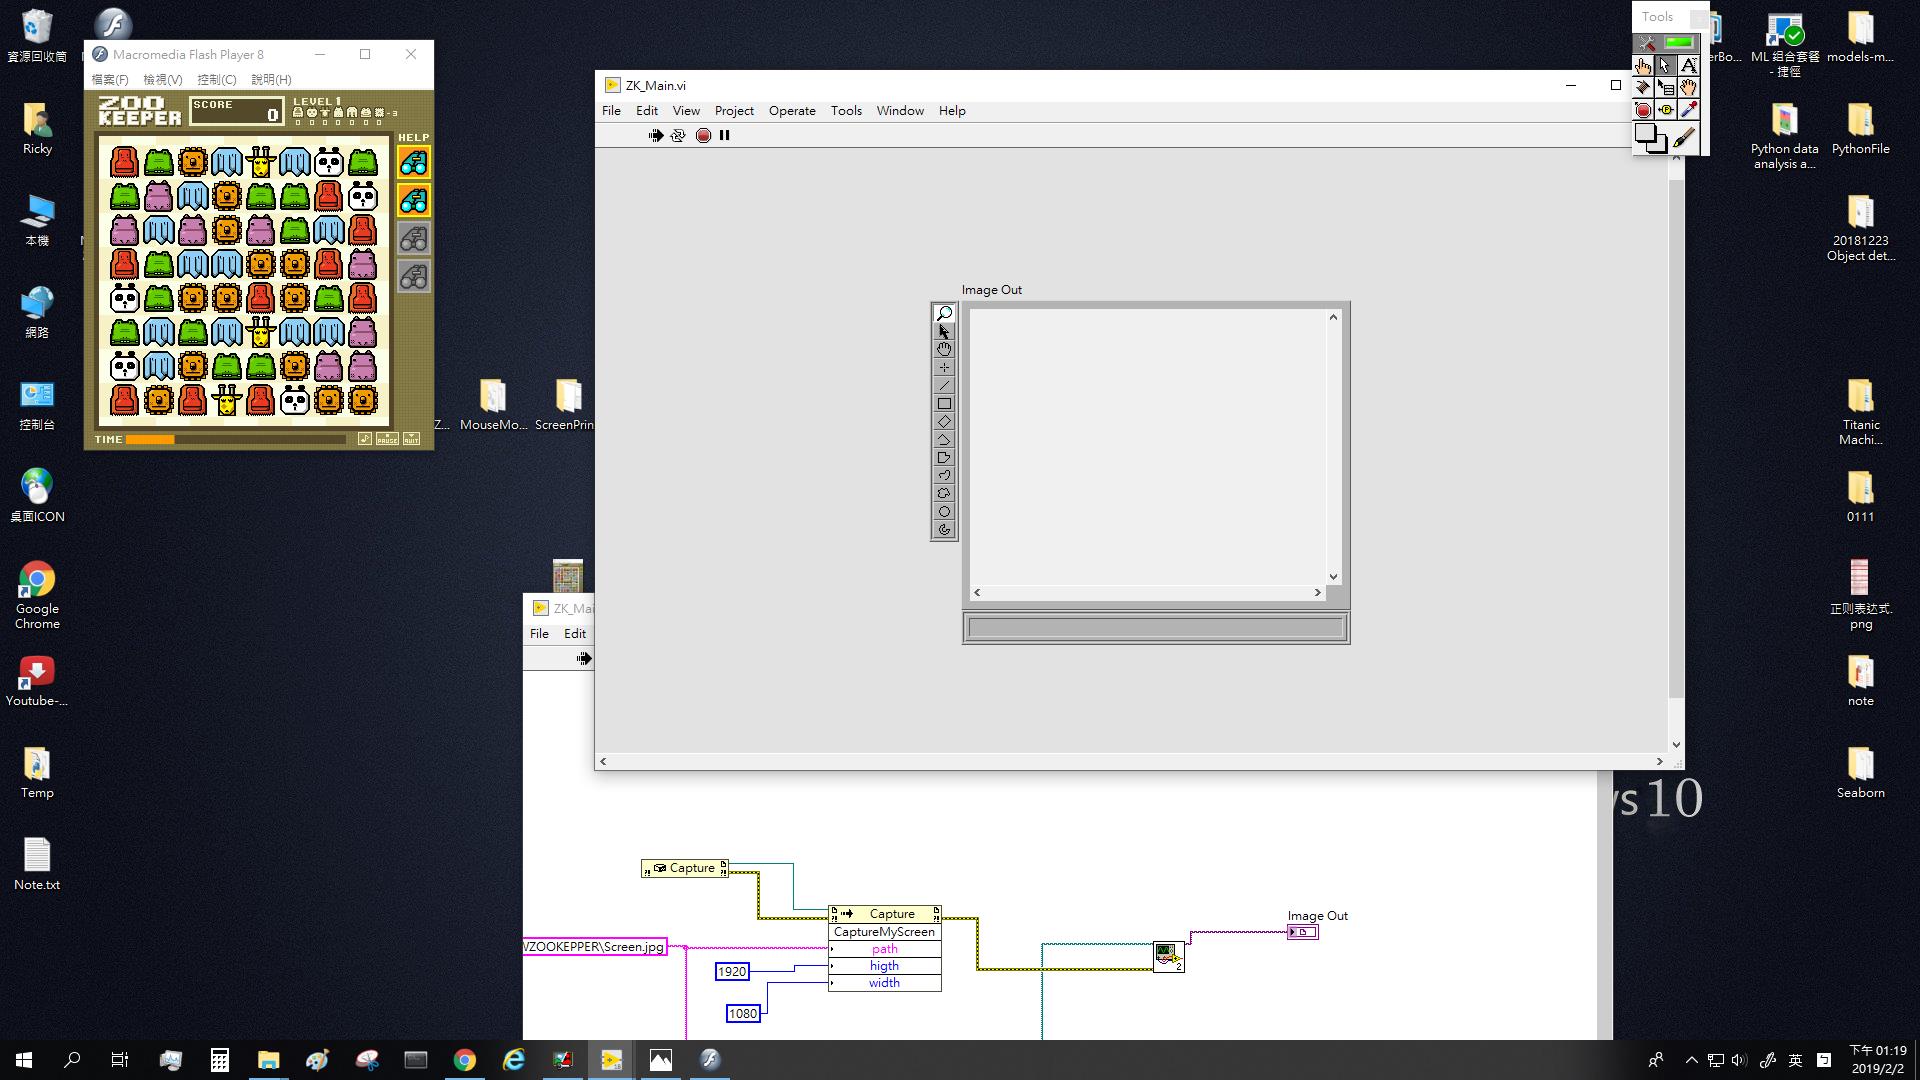 資源回收筒
Ricky
本機
網路
控制台
桌面ICON
Google
Chrome
Youtube-...
Temp
Note.txt
Macromedia Flash Player 8
檔案(F) 檢視(V) 控制(C) 說明(H)
ZOO
KEEPER
SCORE
0
LEVEL 1
HELP
TIME
PAUSE
QUIT
Z...
MouseMo...
ScreenPrin
ZK_Main.vi
File Edit View Project Operate Tools Window Help
Image Out
ZK_Mai
File Edit
Capture
Capture
CaptureMyScreen
path
higth
width
\ZOOKEPPER\Screen.jpg
1920
1080
2
Image Out
Tools
erBo...
ML 组合套餐
- 捷徑
models-m...
Python data
analysis a...
PythonFile
20181223
Object det...
Titanic
Machi...
0111
正则表达式.
png
note
Seaborn
ws 10
英
下午 01:19
2019/2/2